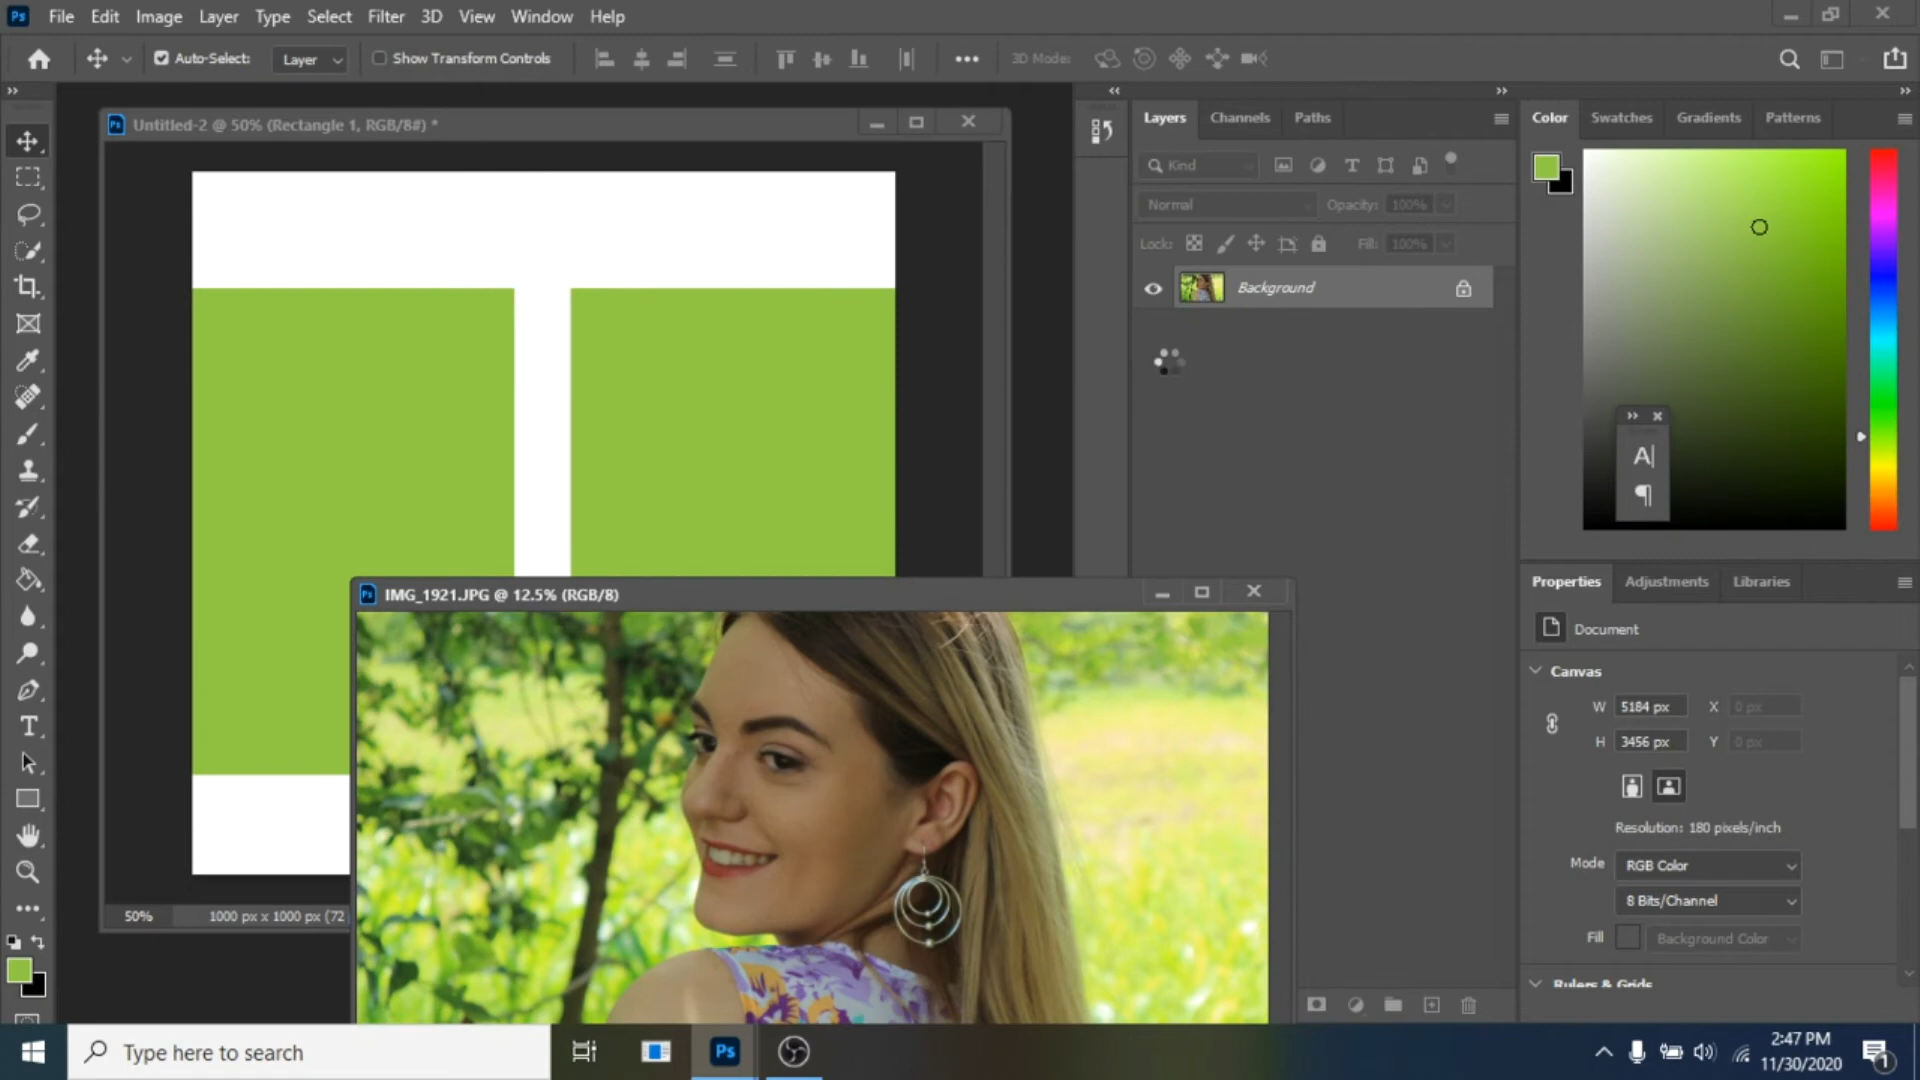 Ps File Edit Image Layer Type Select Filter 3D View Window Help
Auto-Select: Layer Show Transform Controls ••• 3D Mode:
Untitled-2 @ 50% (Rectangle 1, RGB/8#) *
Layers Channels Paths
Kind
Normal Opacity: 100%
Lock: Fill: 100%
Background
Color Swatches Gradients Patterns
Properties Adjustments Libraries
Document
Canvas
W 5184 px X 0 px
H 3456 px Y 0 px
Resolution: 180 pixels/inch
Mode RGB Color
8 Bits/Channel
Fill Background Color
Rulers & Grids
IMG_1921.JPG @ 12.5% (RGB/8)
50% 1000 px x 1000 px (72
Type here to search
Ps
2:47 PM
11/30/2020
1